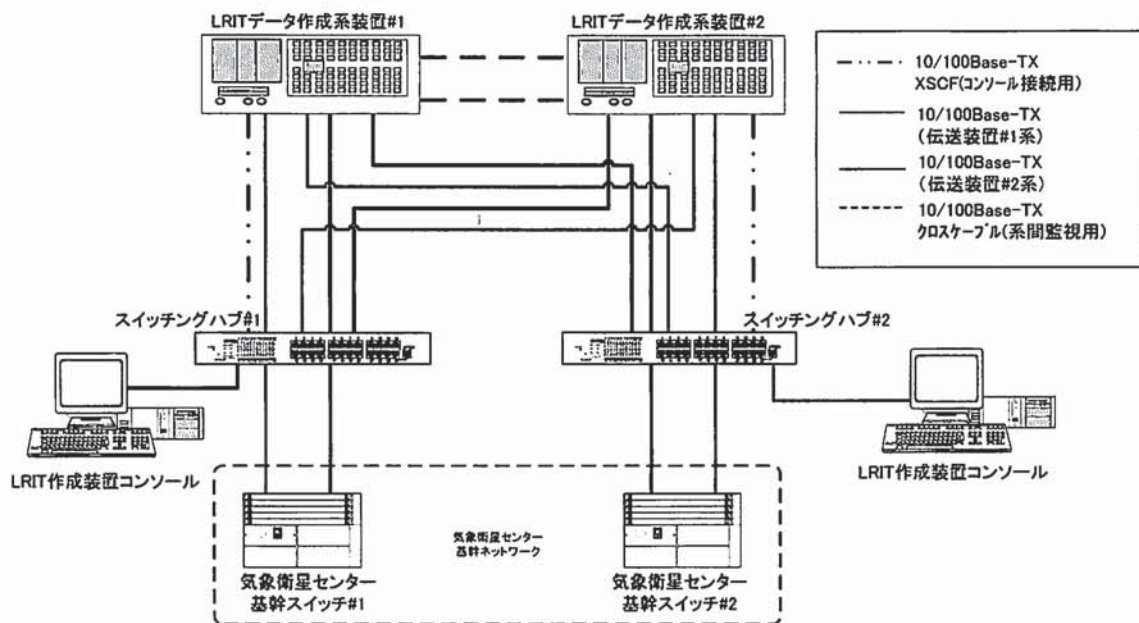 LRITデータ作成系装置#1
LRITデータ作成系装置#2
10/100Base-TX
XSCF(コンソール接続用)
10/100Base-TX
(伝送装置#1系)
10/100Base-TX
(伝送装置#2系)
10/100Base-TX
クロスケーブル(系間監視用)
スイッチングハブ#1
スイッチングハブ#2
LRIT作成装置コンソール
LRIT作成装置コンソール
気象衛星センター
基幹ネットワーク
気象衛星センター
基幹スイッチ#1
気象衛星センター
基幹スイッチ#2